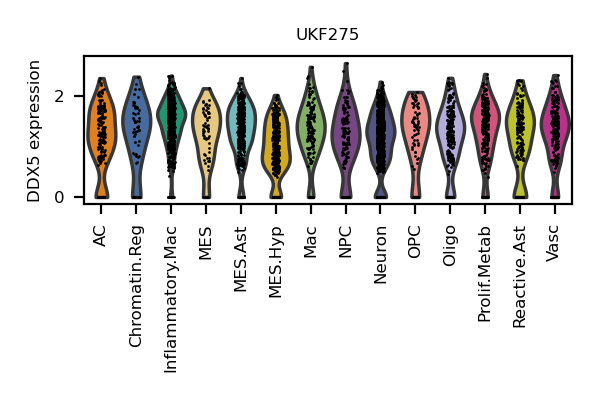 UKF275
DDX5 expression
2
0
AC
Chromatin.Reg
Inflammatory.Mac
MES
MES.Ast
MES.Hyp
Mac
NPC
Neuron
OPC
Oligo
Prolif.Metab
Reactive.Ast
Vasc